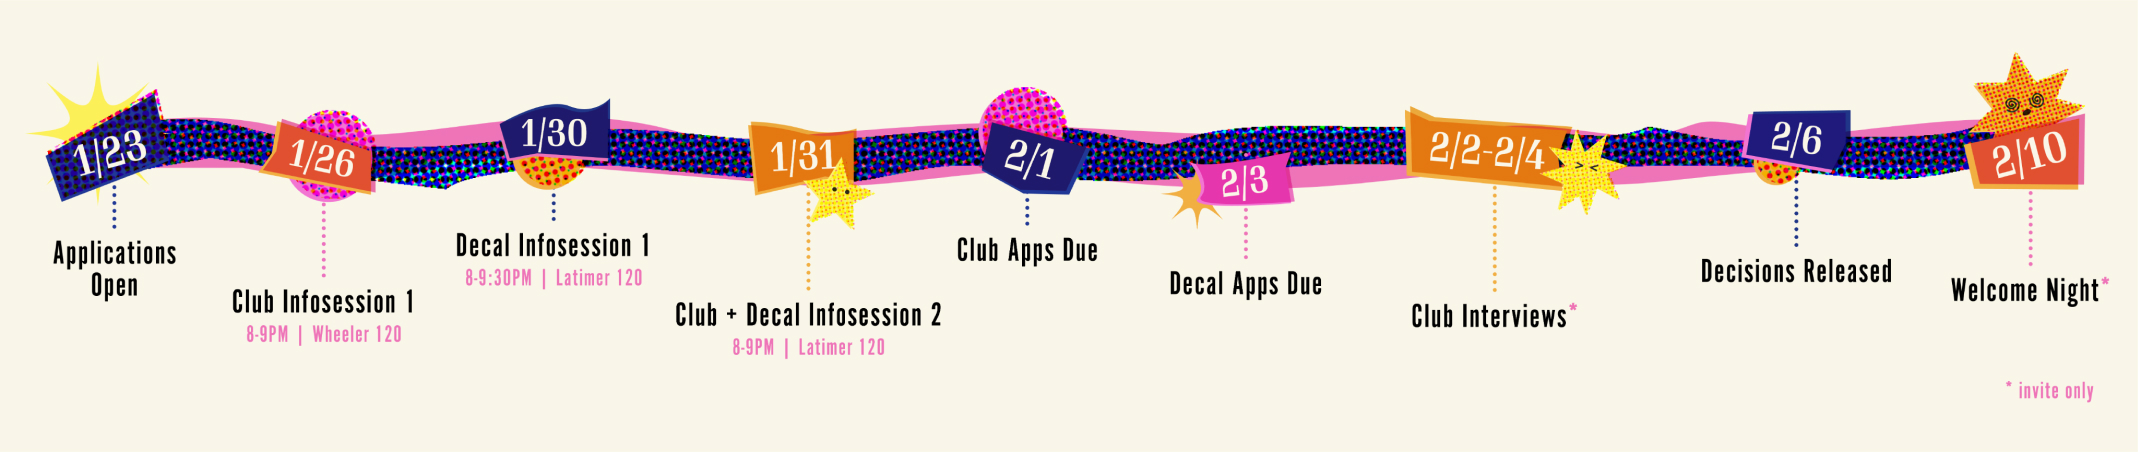 1/23
Applications
Open
1/26
Club Infosession 1
8-9PM | Wheeler 120
1/30
Decal Infosession 1
8-9:30PM | Latimer 120
1/31
Club + Decal Infosession 2
8-9PM | Latimer 120
2/1
Club Apps Due
2/3
Decal Apps Due
2/2-2/4
Club Interviews*
2/6
Decisions Released
2/10
Welcome Night*
* invite only